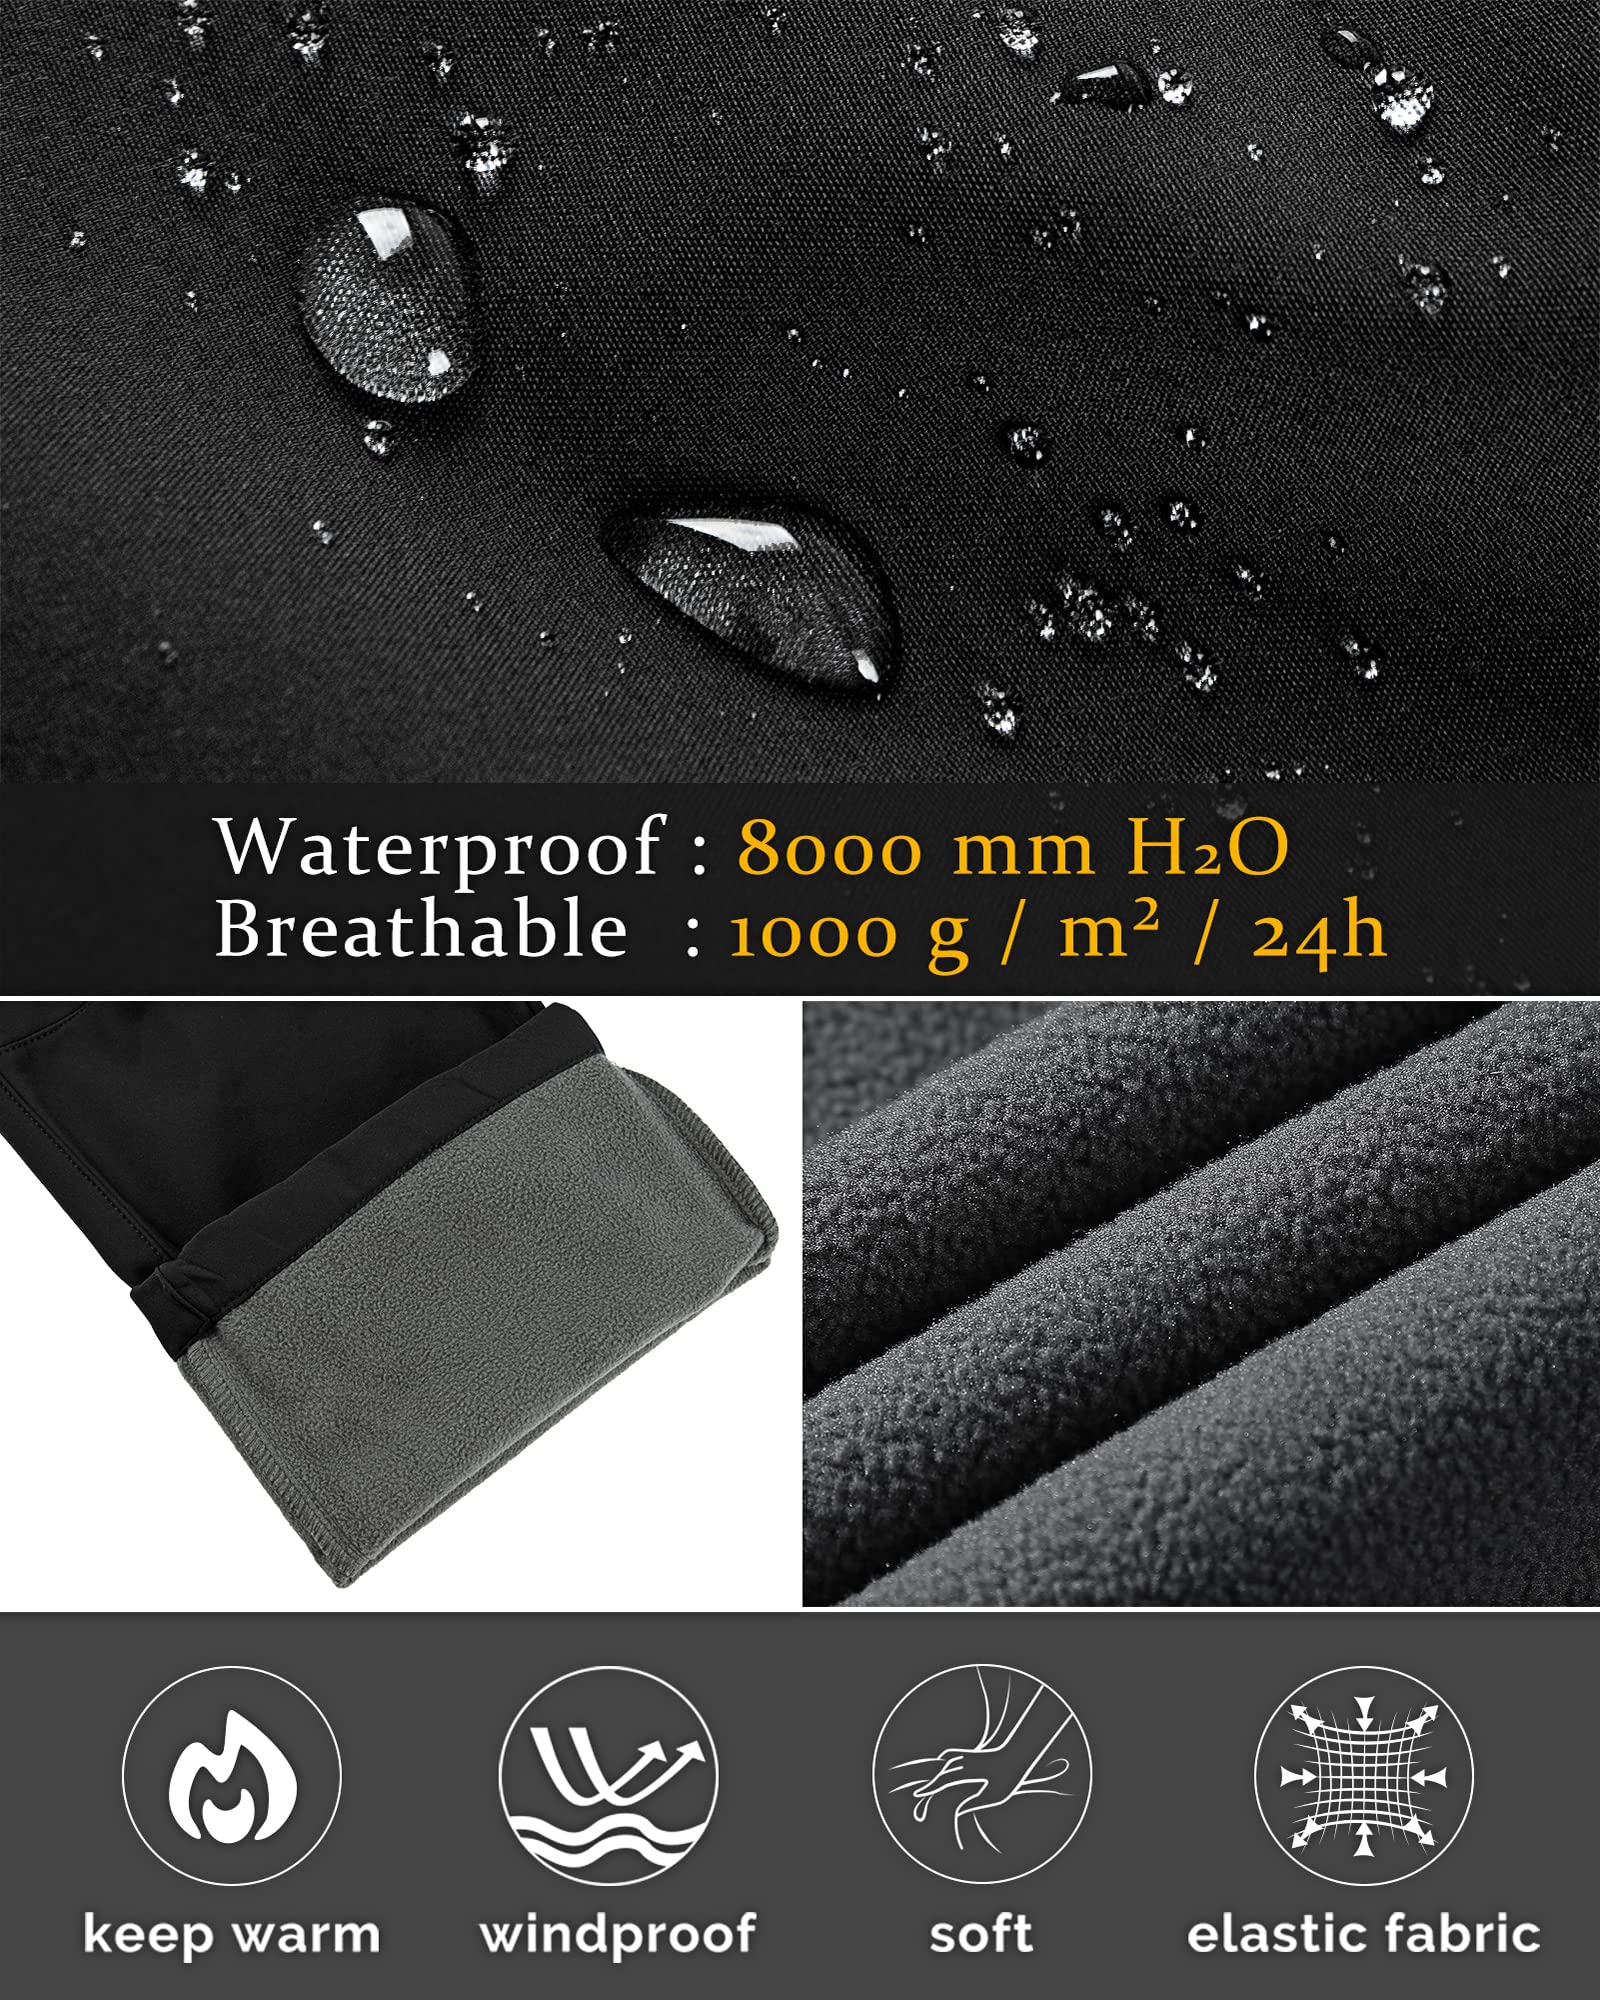 Waterproof : 8000 mm H₂O
Breathable : 1000 g / m² / 24h
keep warm
windproof
soft
elastic fabric